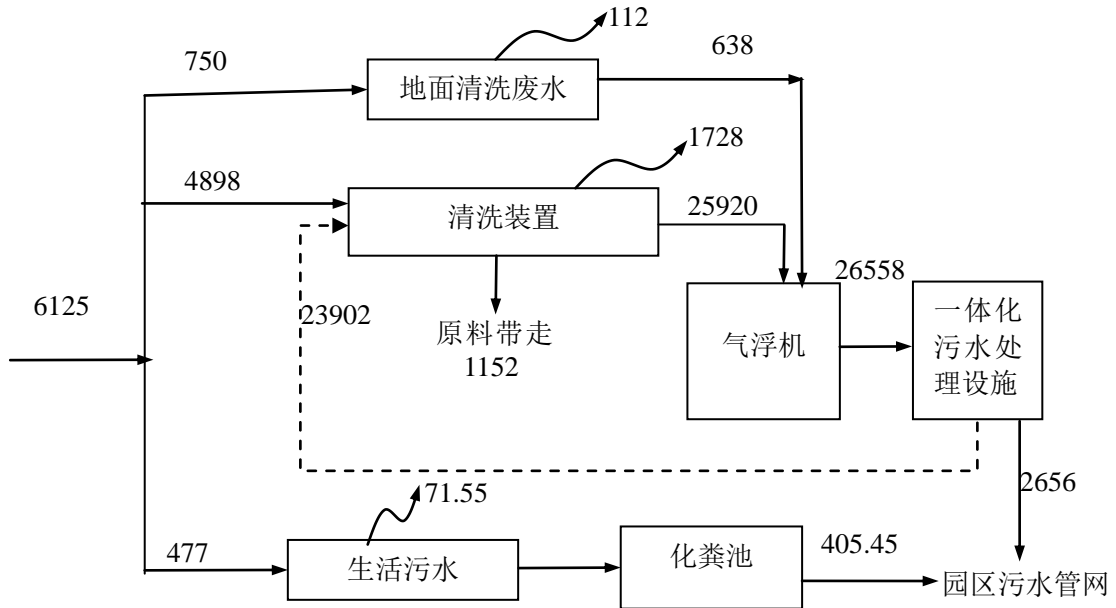 112
750
638
地面清洗废水
1728
4898
25920
清洗装置
26558
6125
23902
原料带走
1152
气浮机
一体化
污水处
理设施
2656
71.55
477
生活污水
化粪池
405.45
园区污水管网